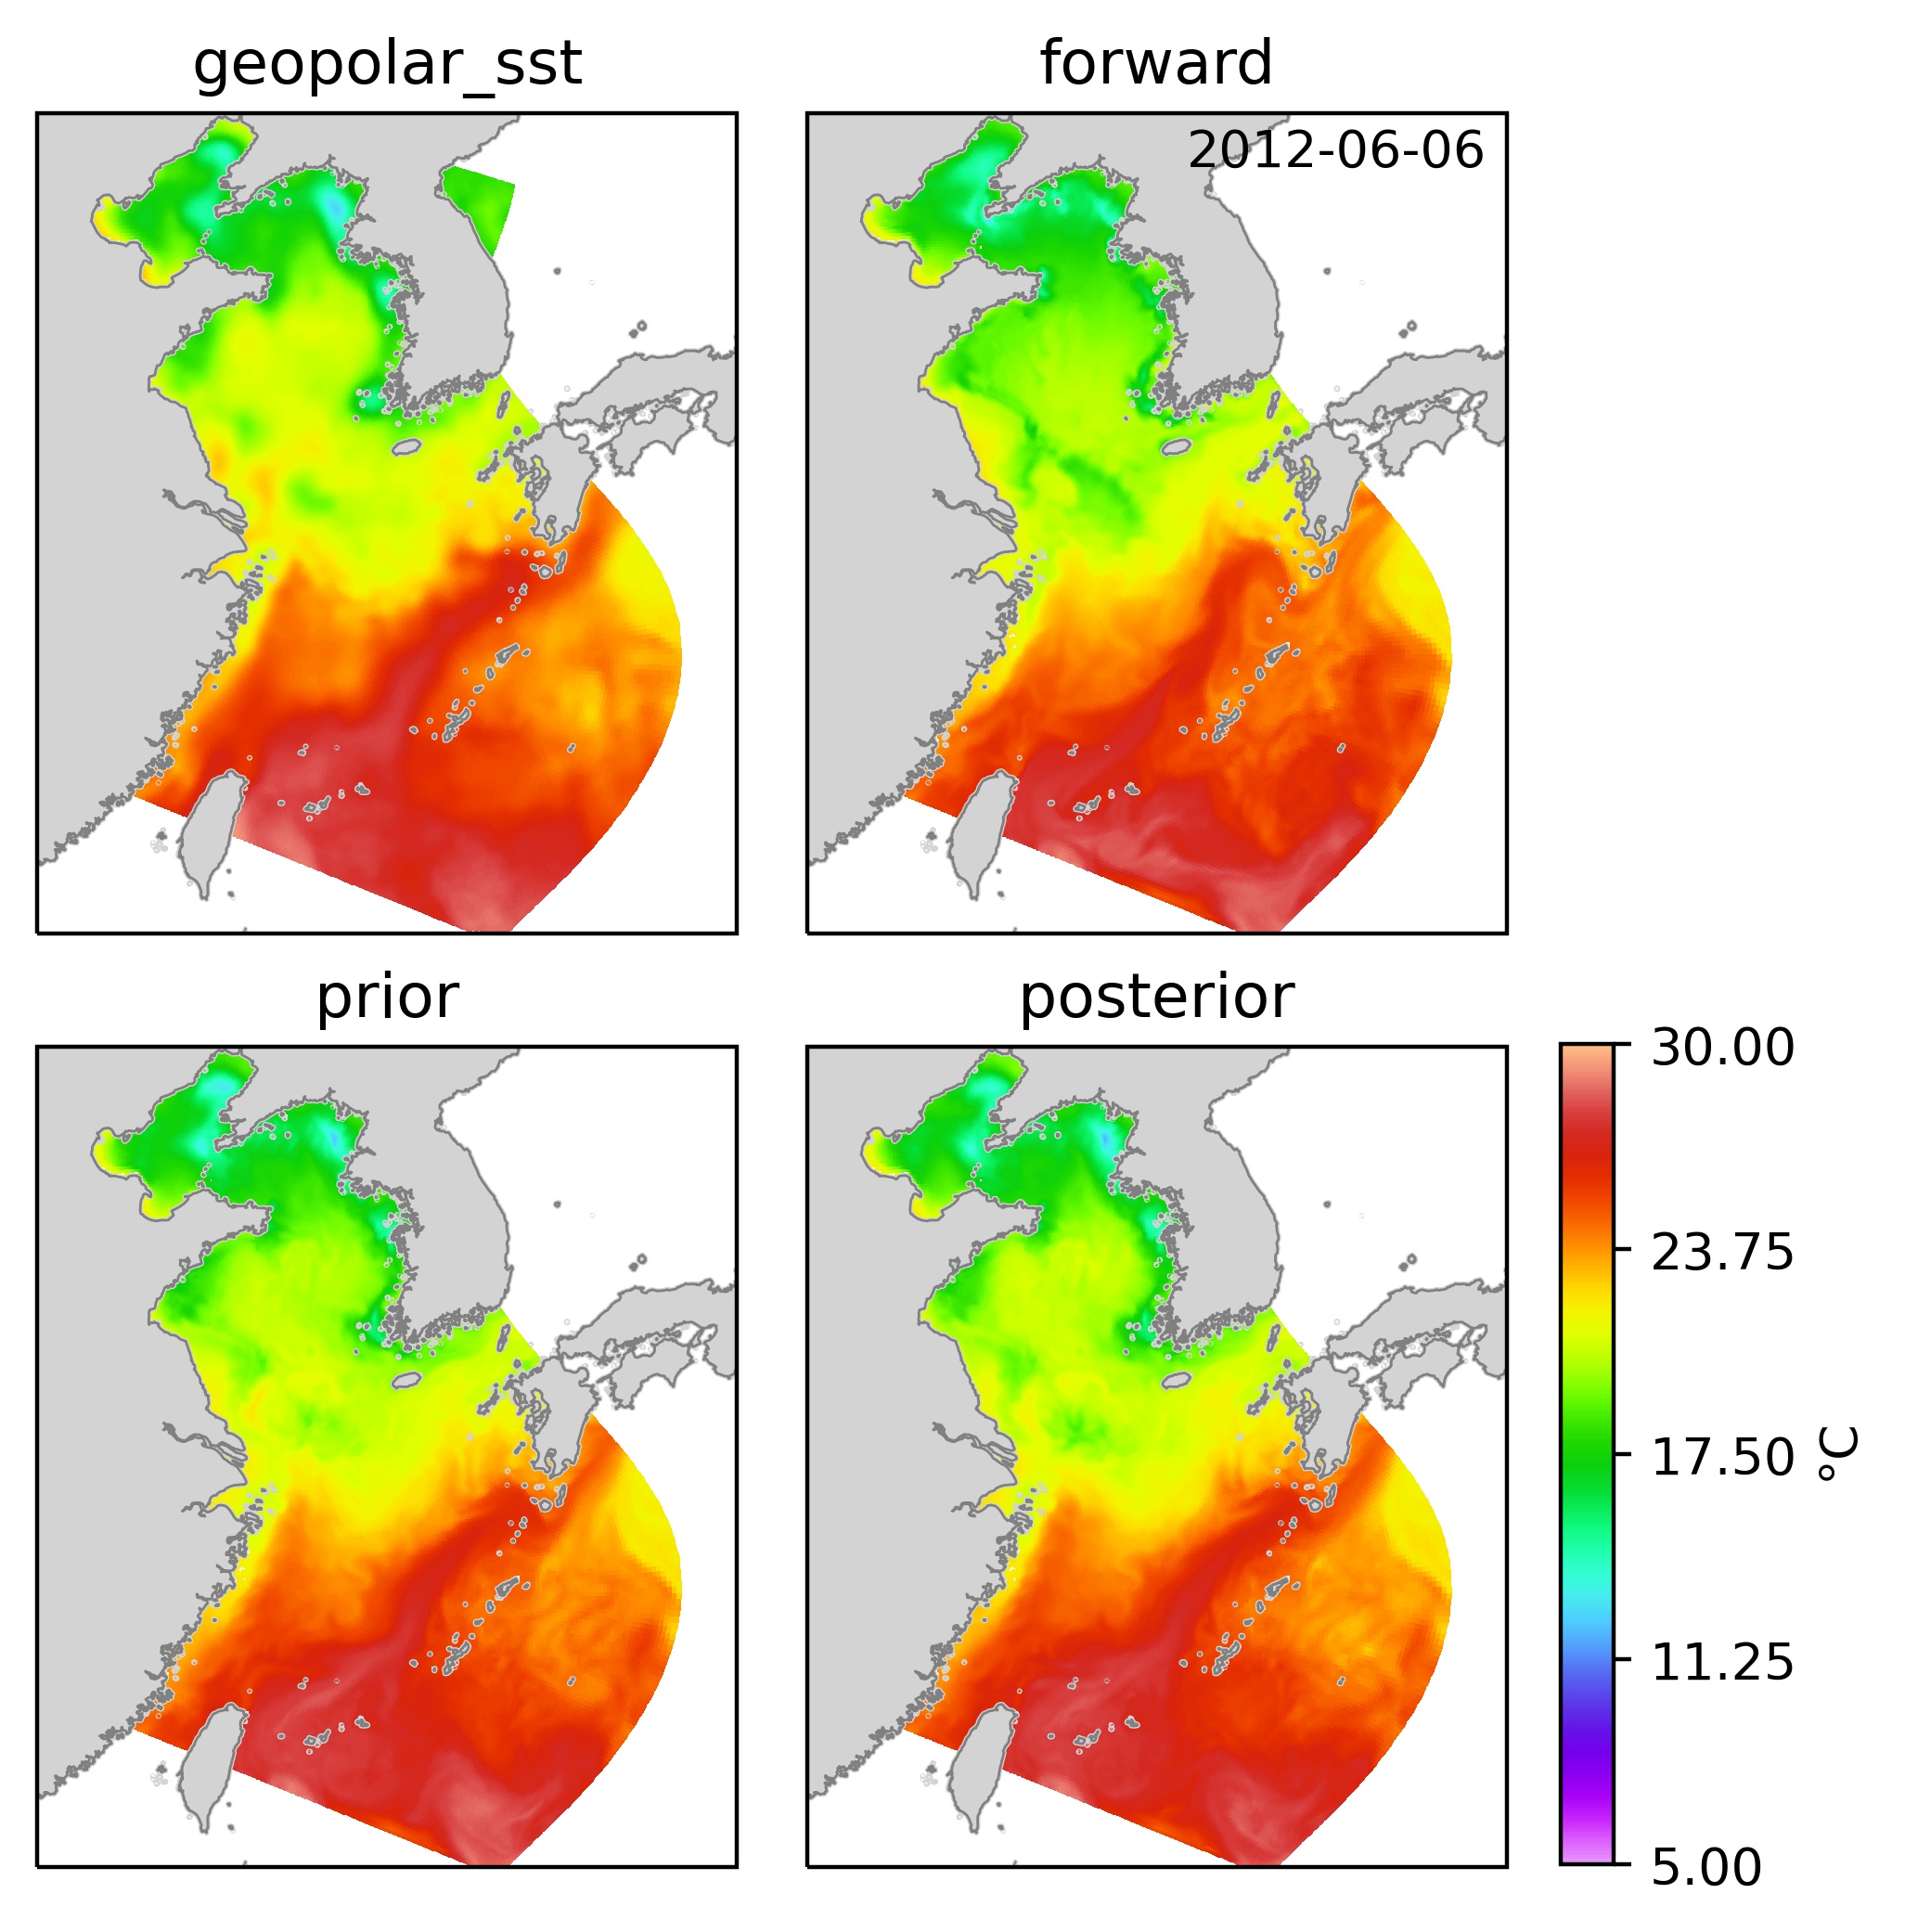 geopolar_sst
forward
2012-06-06
prior
posterior
30.00
23.75
17.50
11.25
5.00
°C